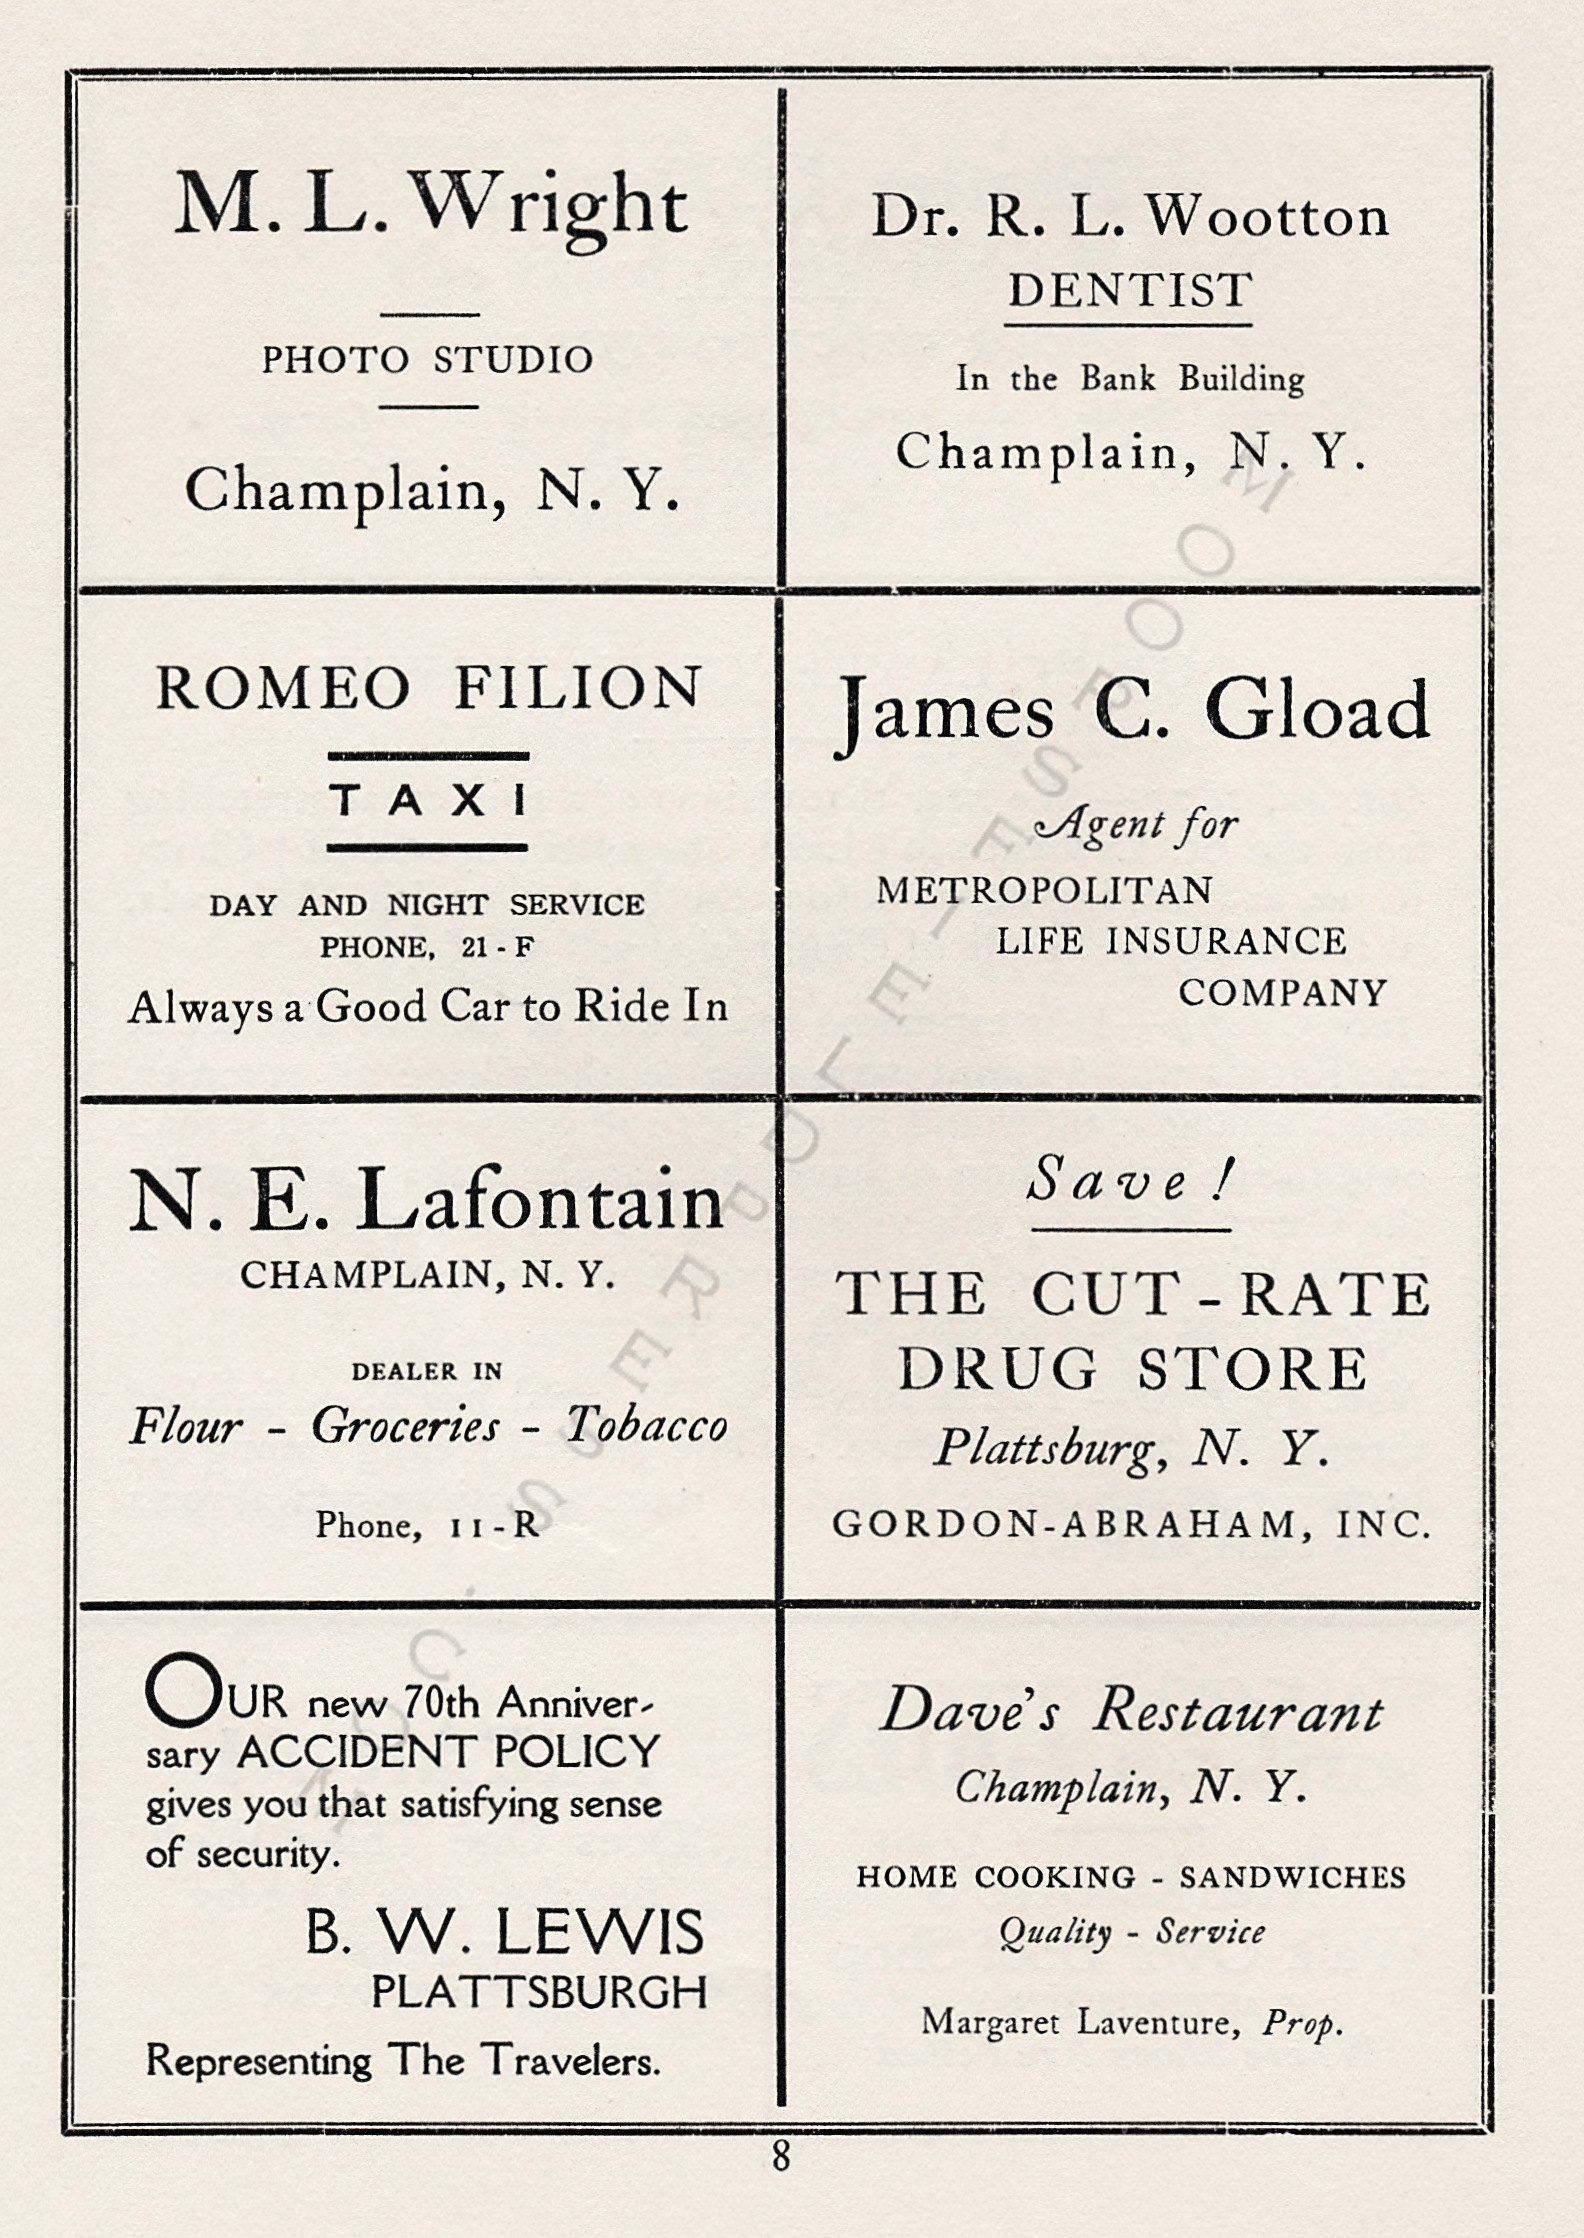 M. L. Wright
PHOTO STUDIO
Champlain, N. Y.
Dr. R. L. Wootton
DENTIST
In the Bank Building
Champlain, N. Y.
ROMEO FILION
TAXI
DAY AND NIGHT SERVICE
PHONE, 21 - F
Always a Good Car to Ride In
James C. Gload
Agent for
METROPOLITAN
LIFE INSURANCE
COMPANY
N. E. Lafontain
CHAMPLAIN, N. Y.
DEALER IN
Flour - Groceries - Tobacco
Phone, 11-R
Save!
THE CUT-RATE
DRUG STORE
Plattsburg, N. Y.
GORDON-ABRAHAM, INC.
OUR new 70th Anniver-
sary ACCIDENT POLICY
gives you that satisfying sense
of security.
B. W. LEWIS
PLATTSBURGH
Representing The Travelers.
Dave's Restaurant
Champlain, N. Y.
HOME COOKING - SANDWICHES
Quality - Service
Margaret Laventure, Prop.
8
MOORSFIELDPRESS.COM